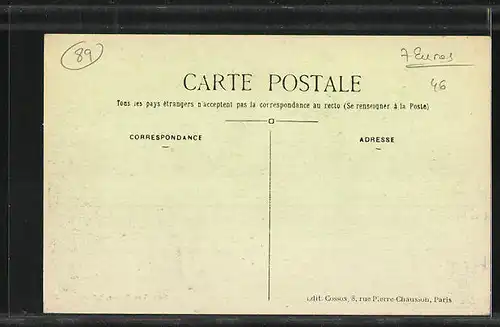 89
7 Euros
46
CARTE POSTALE
Tous les pays étrangers n'acceptent pas la correspondance au recto (Se renseigner à la Poste)
CORRESPONDANCE
ADRESSE
Edit. Cossox, 8, rue Pierre-Chausson, Paris